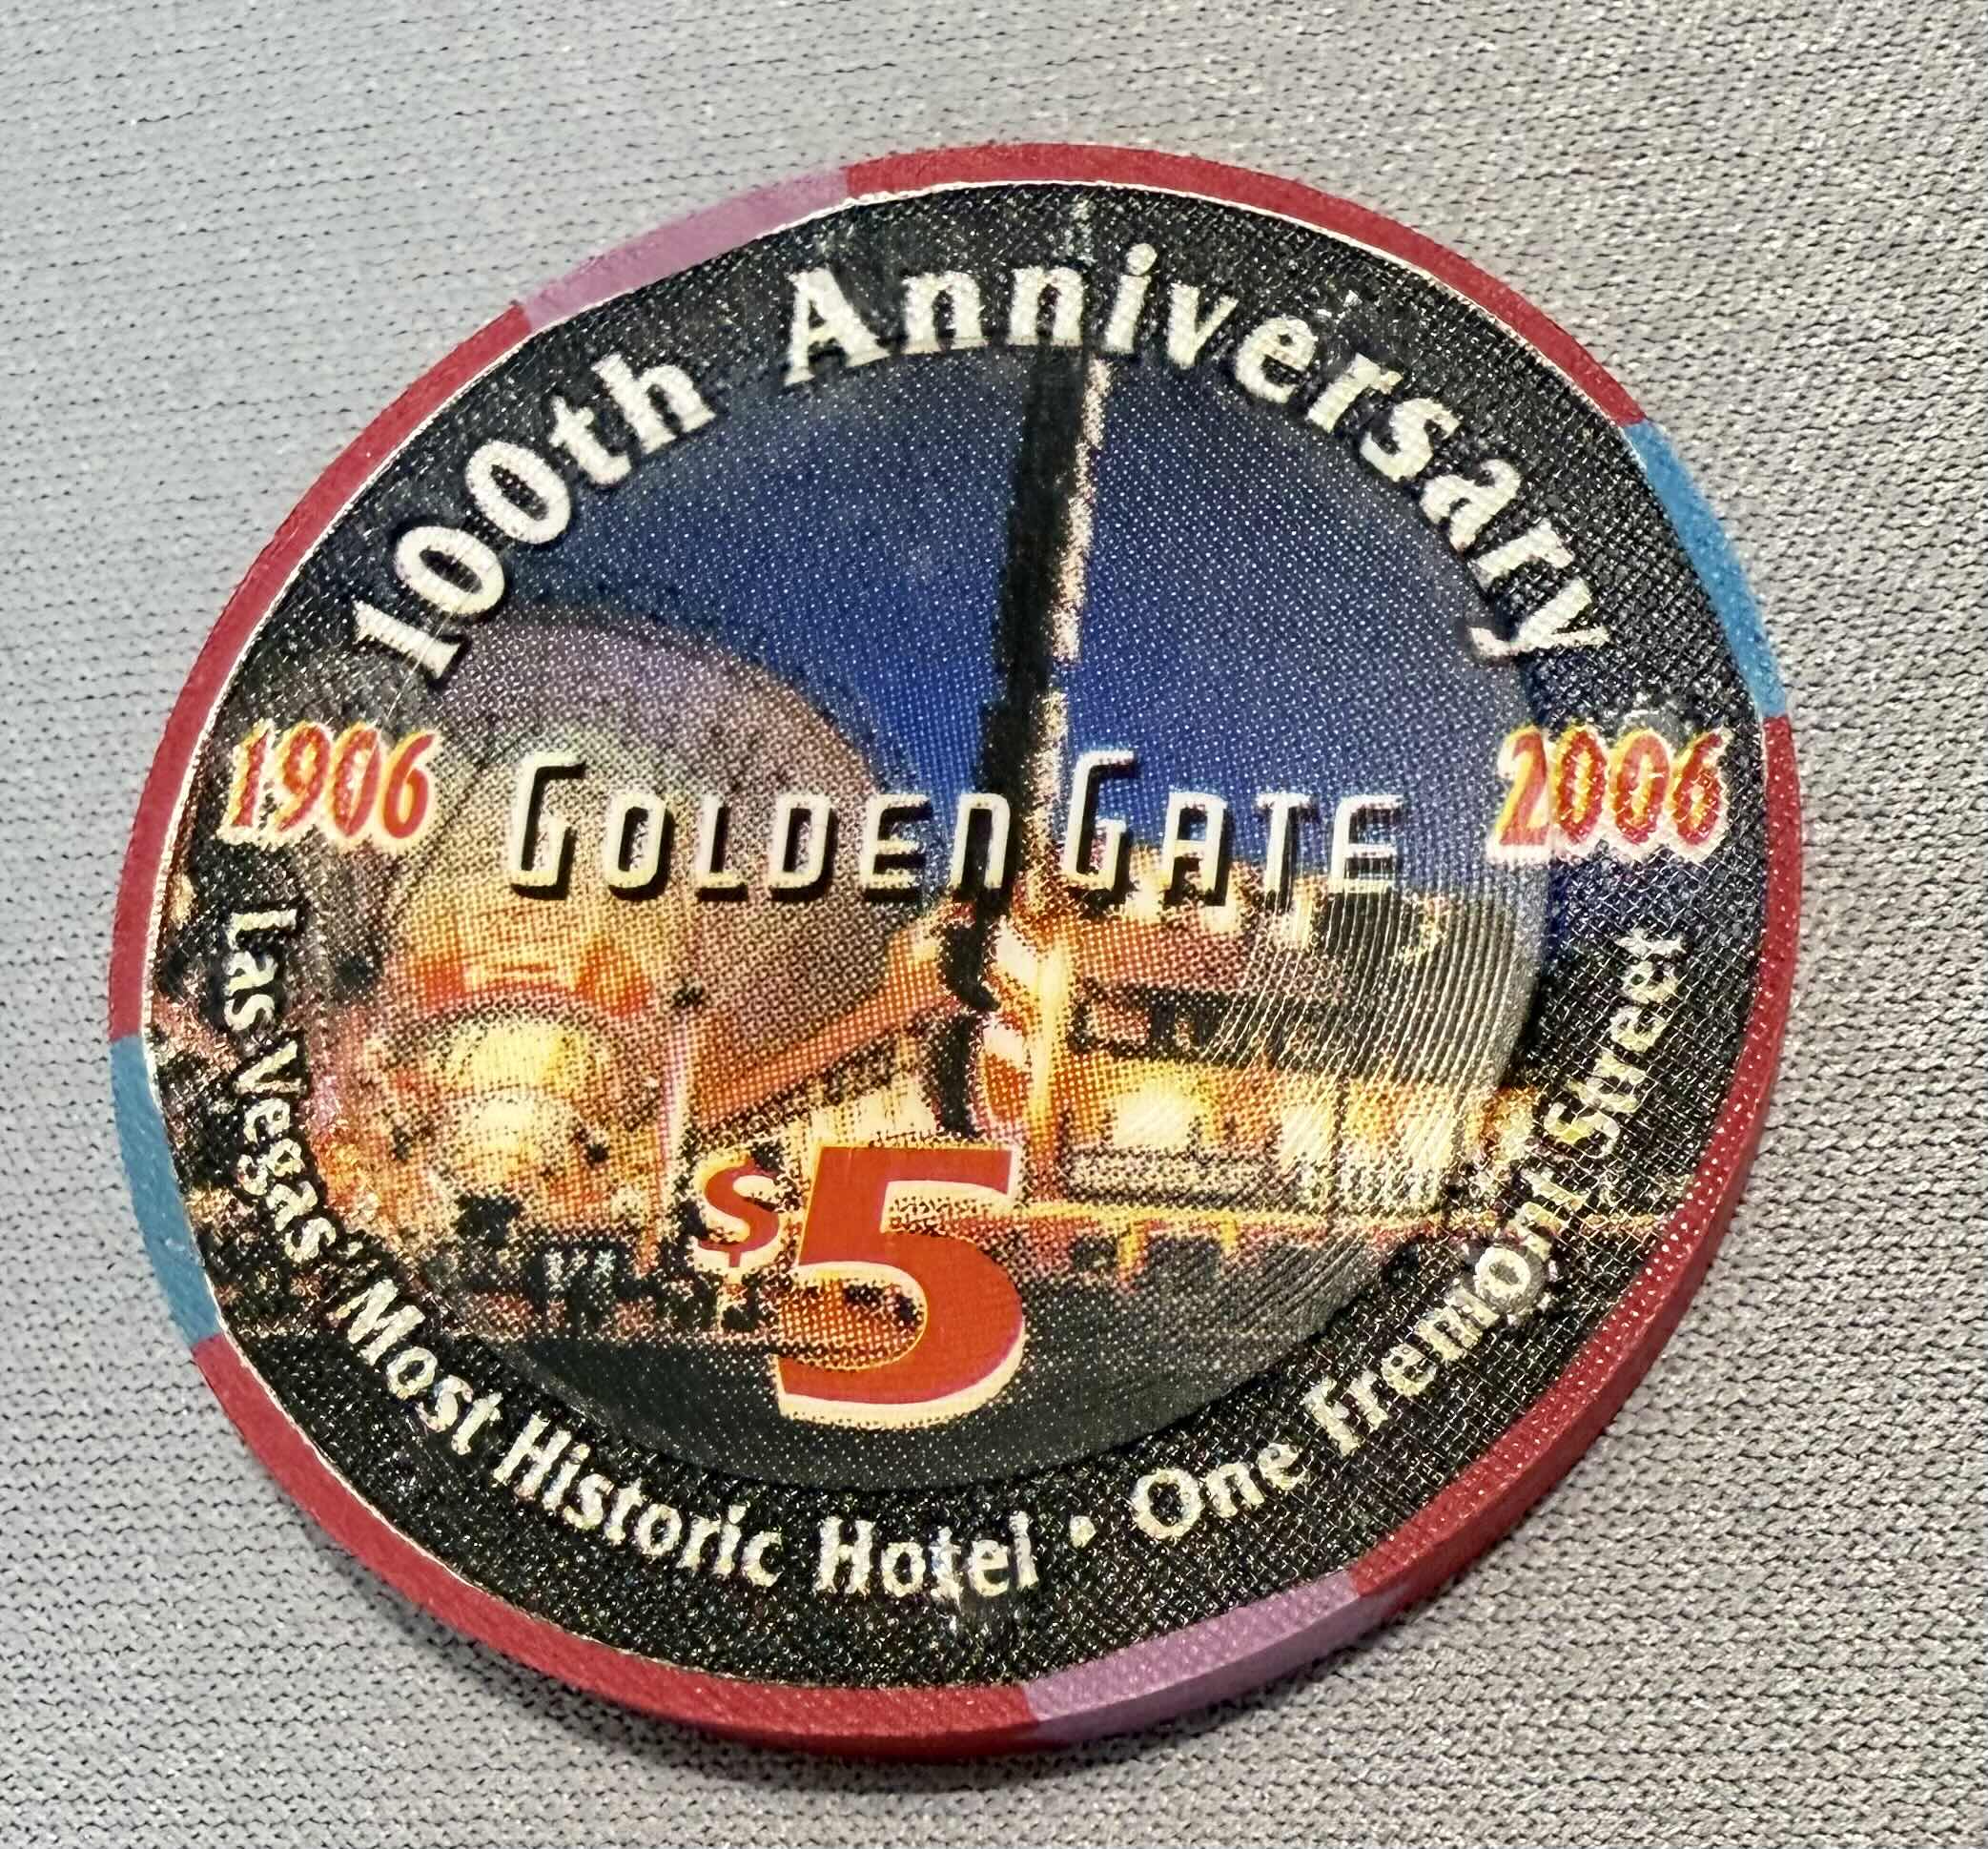 100th Anniversary
1906
GOLDEN GATE
2006
$5
Las Vegas' Most Historic Hotel • One Fremont Street